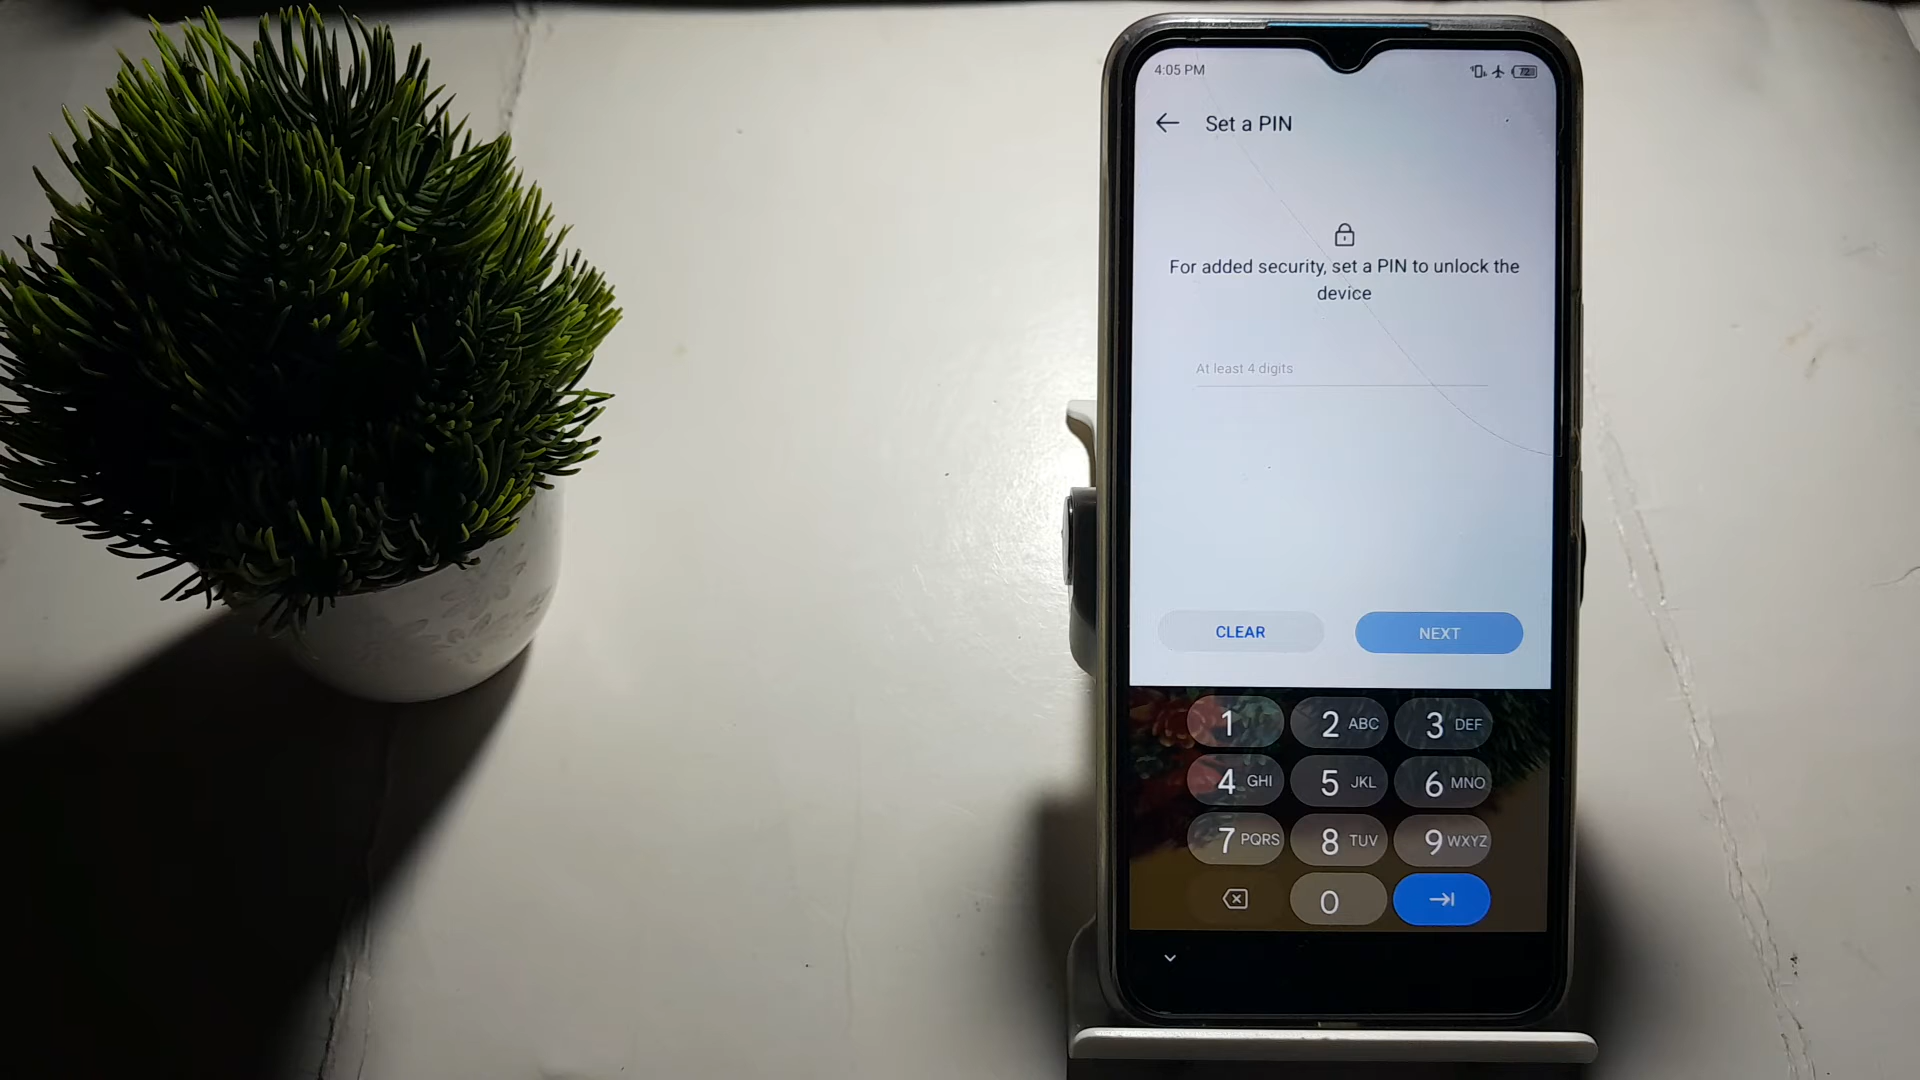 4:05 PM
72
Set a PIN
For added security, set a PIN to unlock the
device
At least 4 digits
CLEAR NEXT
1 2 ABC 3 DEF
4 GHI 5 JKL 6 MNO
7 PQRS 8 TUV 9 WXYZ
0